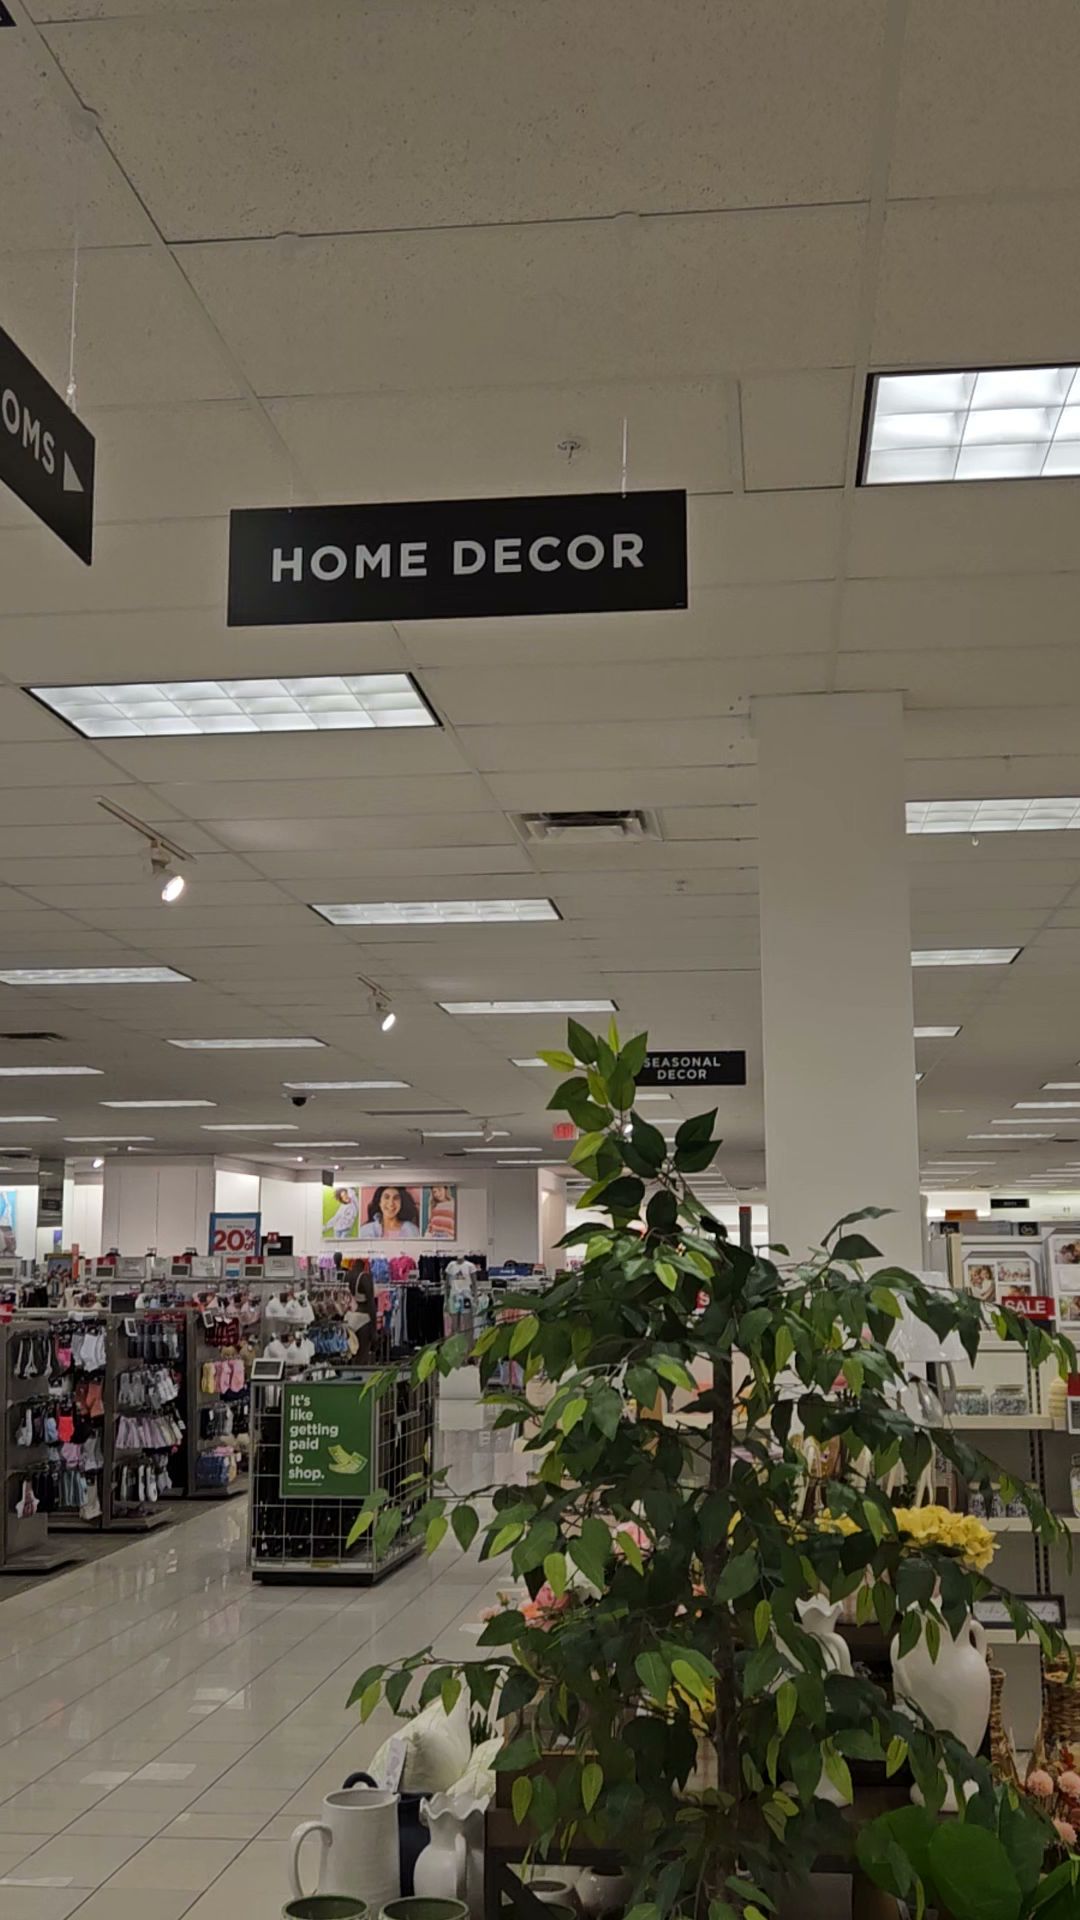 OMS
HOME DECOR
SEASONAL
DECOR
20%
It's
like
getting
paid
to
shop.
SALE